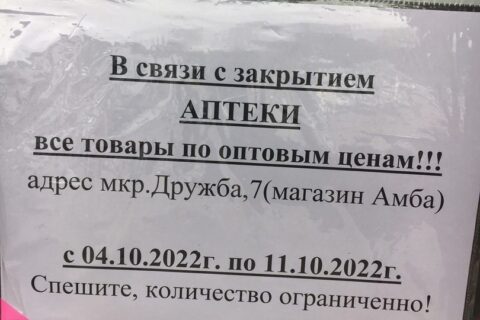 В связи с закрытием
АПТЕКИ
все товары по оптовым ценам!!!
адрес мкр.Дружба,7(магазин Амба)
с 04.10.2022г. по 11.10.2022г.
Спешите, количество ограниченно!